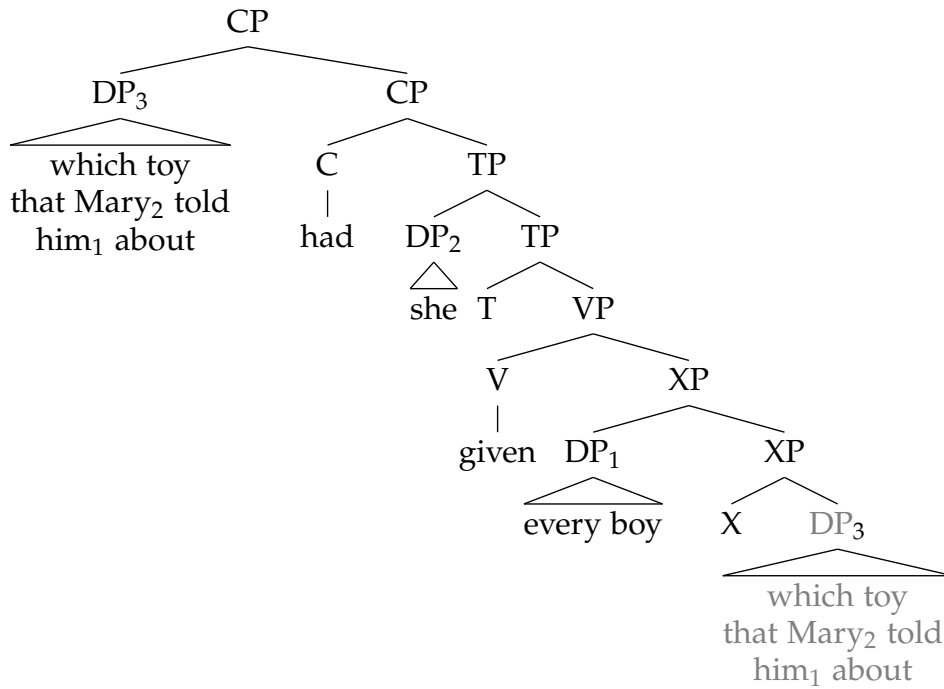 CP
DP₃ CP
which toy
that Mary₂ told
him₁ about
C TP
had DP₂ TP
she T VP
V XP
given DP₁ XP
every boy X DP₃
which toy
that Mary₂ told
him₁ about